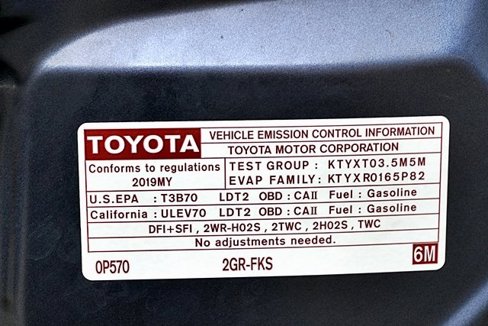 TOYOTA VEHICLE EMISSION CONTROL INFORMATION
TOYOTA MOTOR CORPORATION
Conforms to regulations
2019MY
TEST GROUP : KTYXT03.5M5M
EVAP FAMILY: KTYXR0165P82
U.S.EPA : T3B70 LDT2 OBD : CAII Fuel : Gasoline
California : ULEV70 LDT2 OBD : CAII Fuel : Gasoline
DFI+SFI , 2WR-HO2S , 2TWC , 2HO2S , TWC
No adjustments needed.
0P570 2GR-FKS 6M